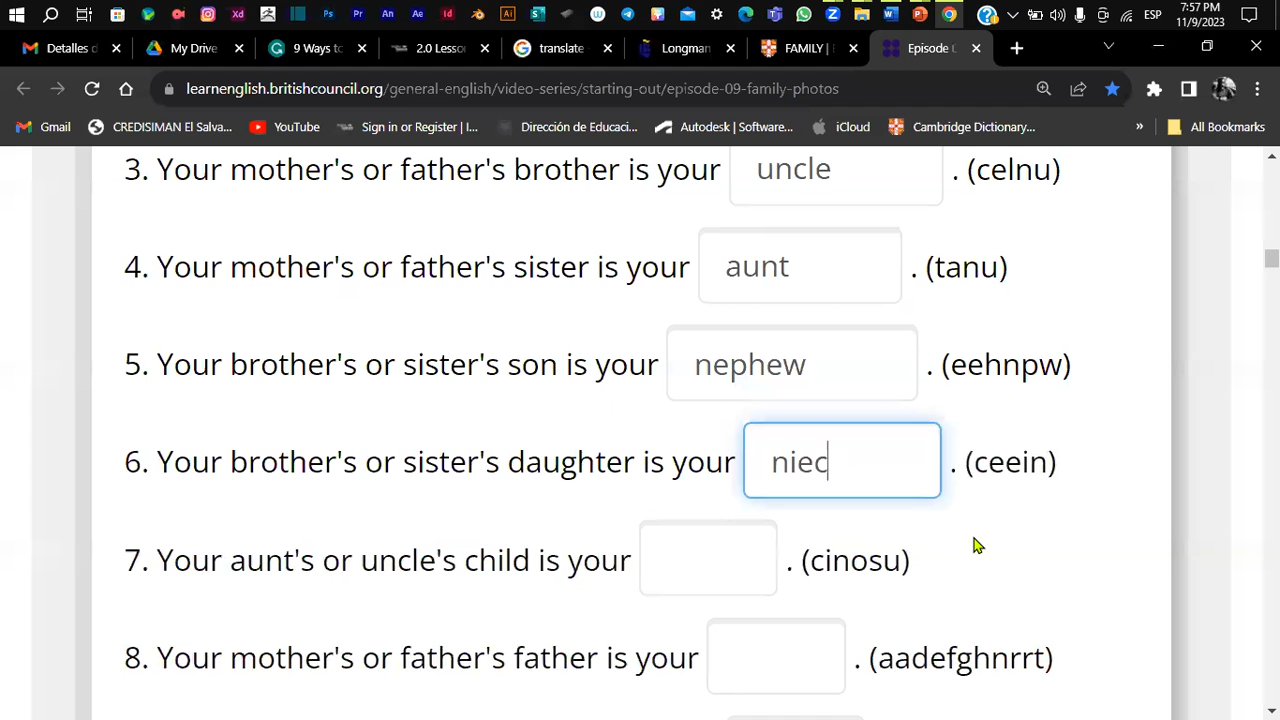 7:57 PM
ESP
11/9/2023
Detalles d
My Drive
9 Ways to
2.0 Lesso
translate -
Longman
FAMILY |
Episode
learnenglish.britishcouncil.org/general-english/video-series/starting-out/episode-09-family-photos
Gmail
CREDISIMAN El Salva...
YouTube
Sign in or Register | I...
Dirección de Educaci...
Autodesk | Software...
iCloud
Cambridge Dictionary...
»
All Bookmarks
3. Your mother's or father's brother is your uncle . (celnu)
4. Your mother's or father's sister is your aunt . (tanu)
5. Your brother's or sister's son is your nephew . (eehnpw)
6. Your brother's or sister's daughter is your niec . (ceein)
7. Your aunt's or uncle's child is your . (cinosu)
8. Your mother's or father's father is your . (aadefghnrrt)